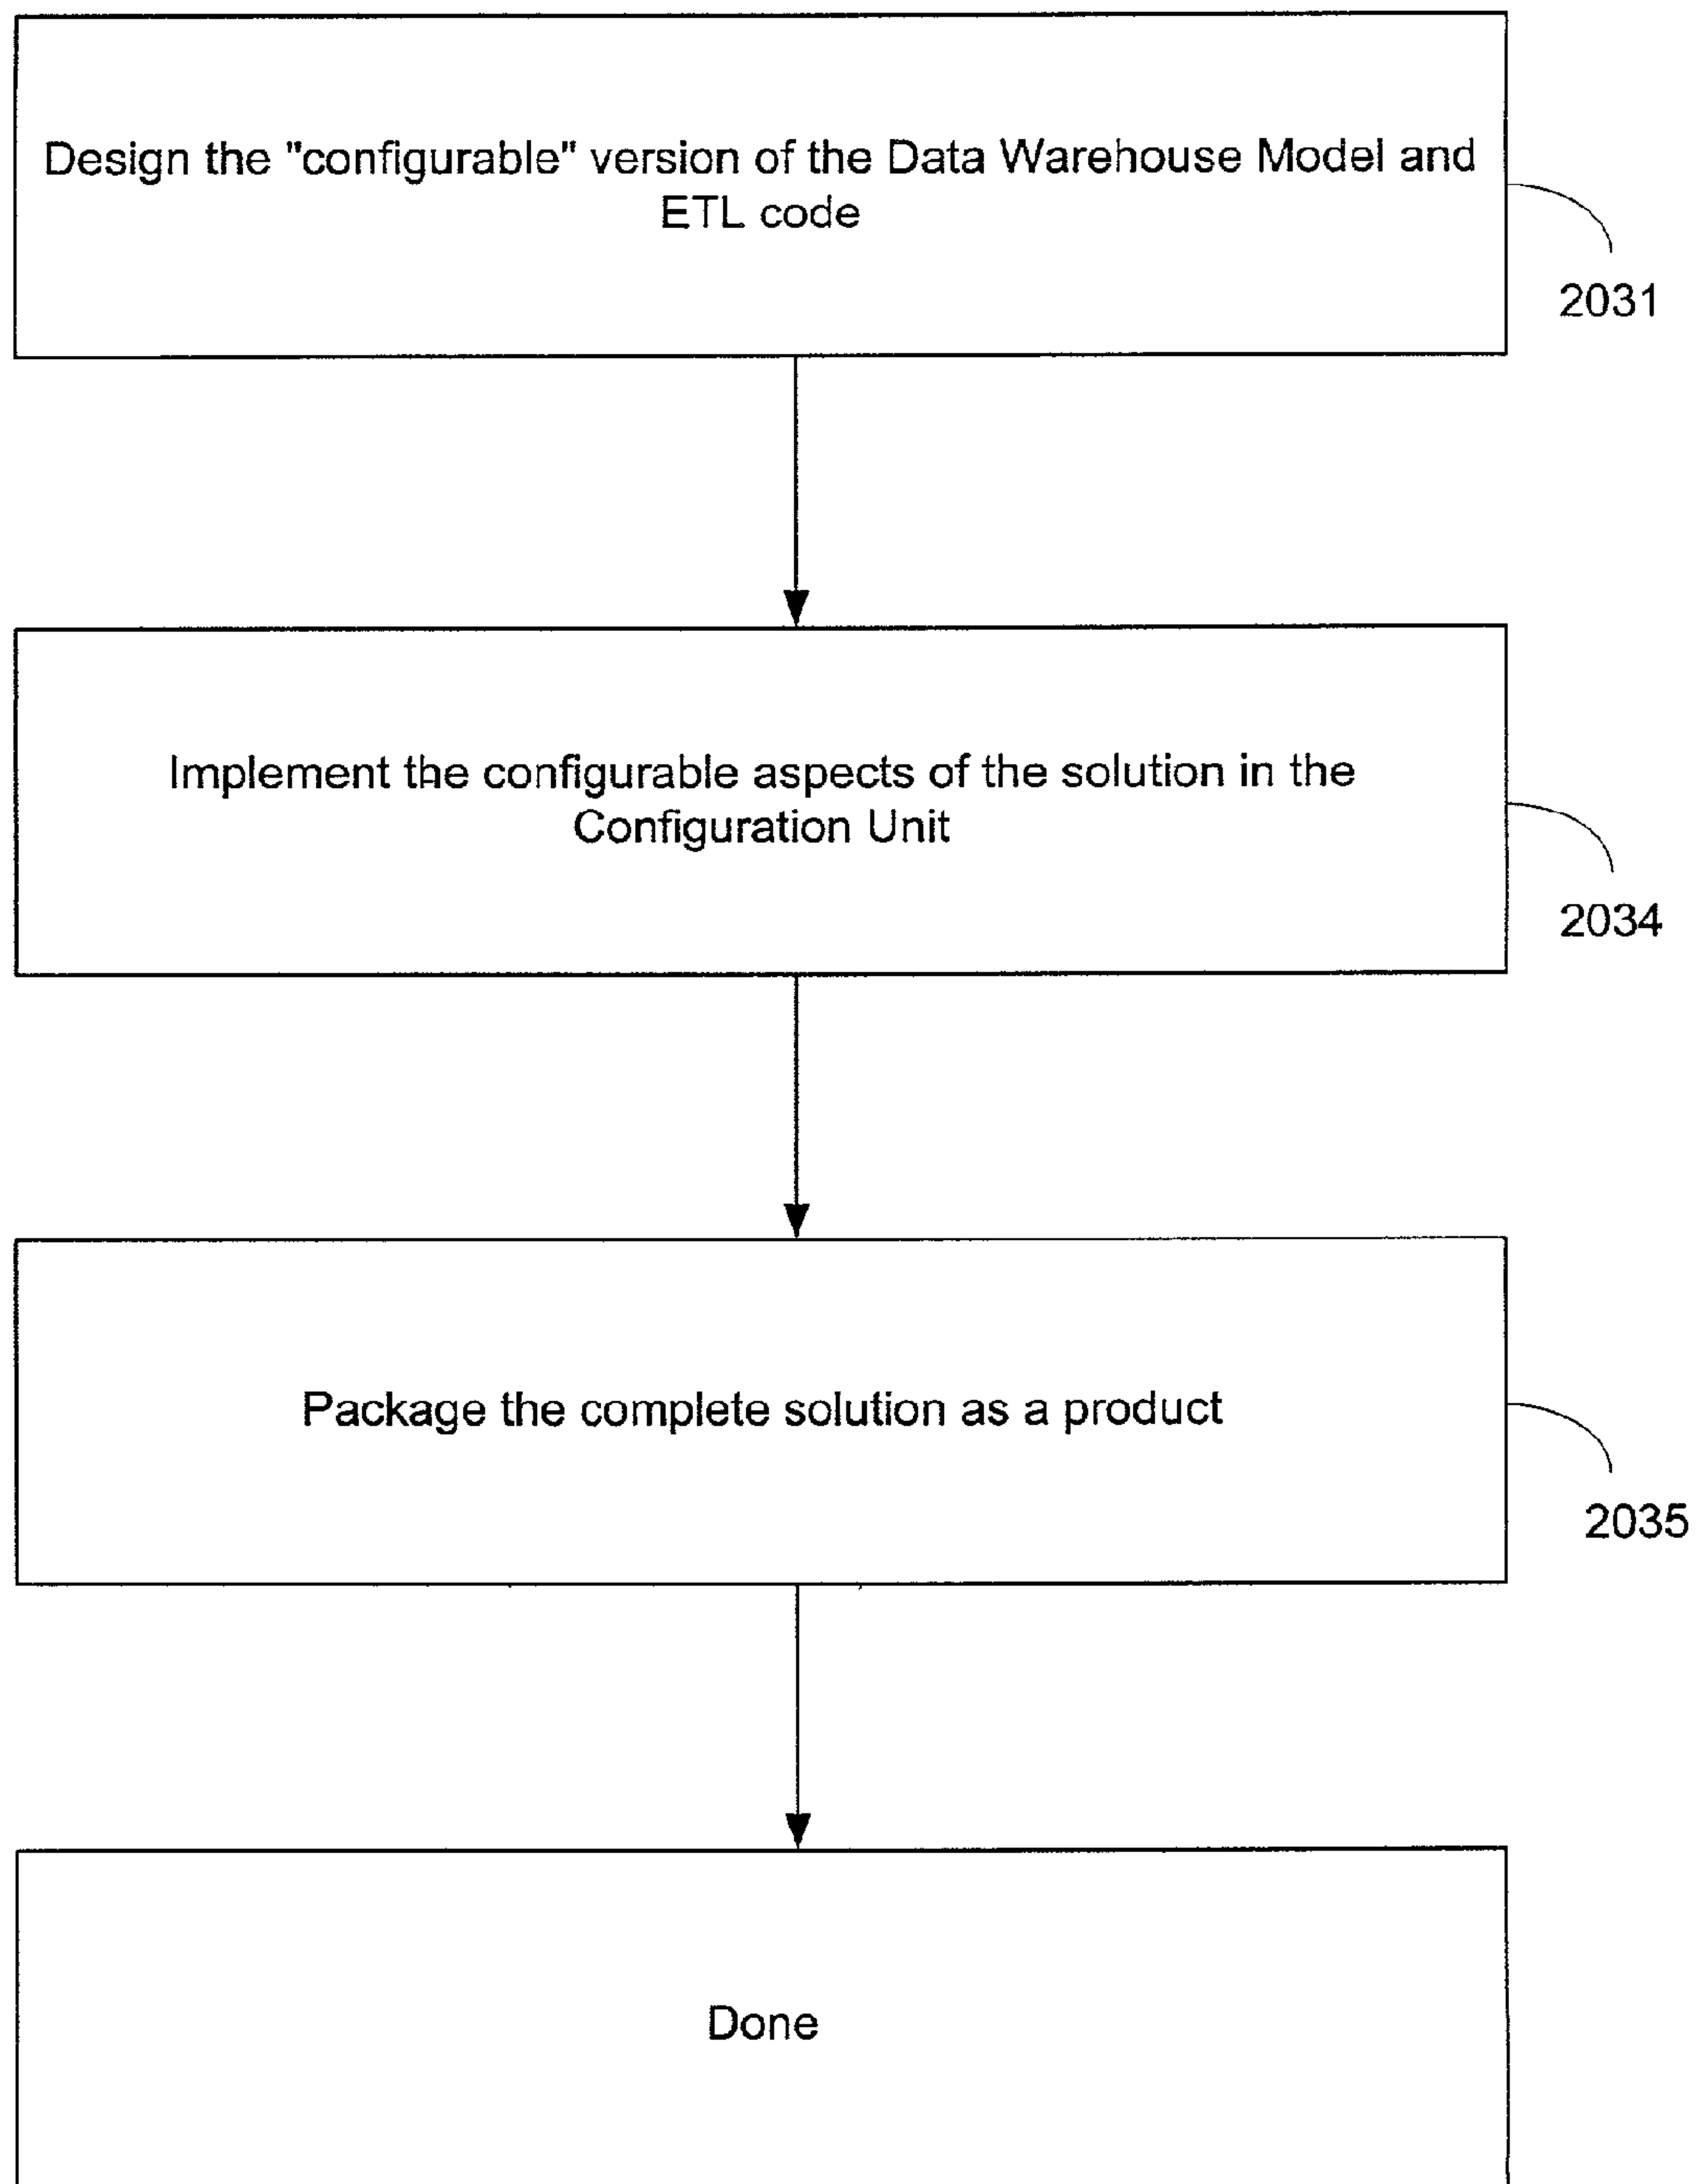 Design the "configurable" version of the Data Warehouse Model and
ETL code
2031
Implement the configurable aspects of the solution in the
Configuration Unit
2034
Package the complete solution as a product
2035
Done